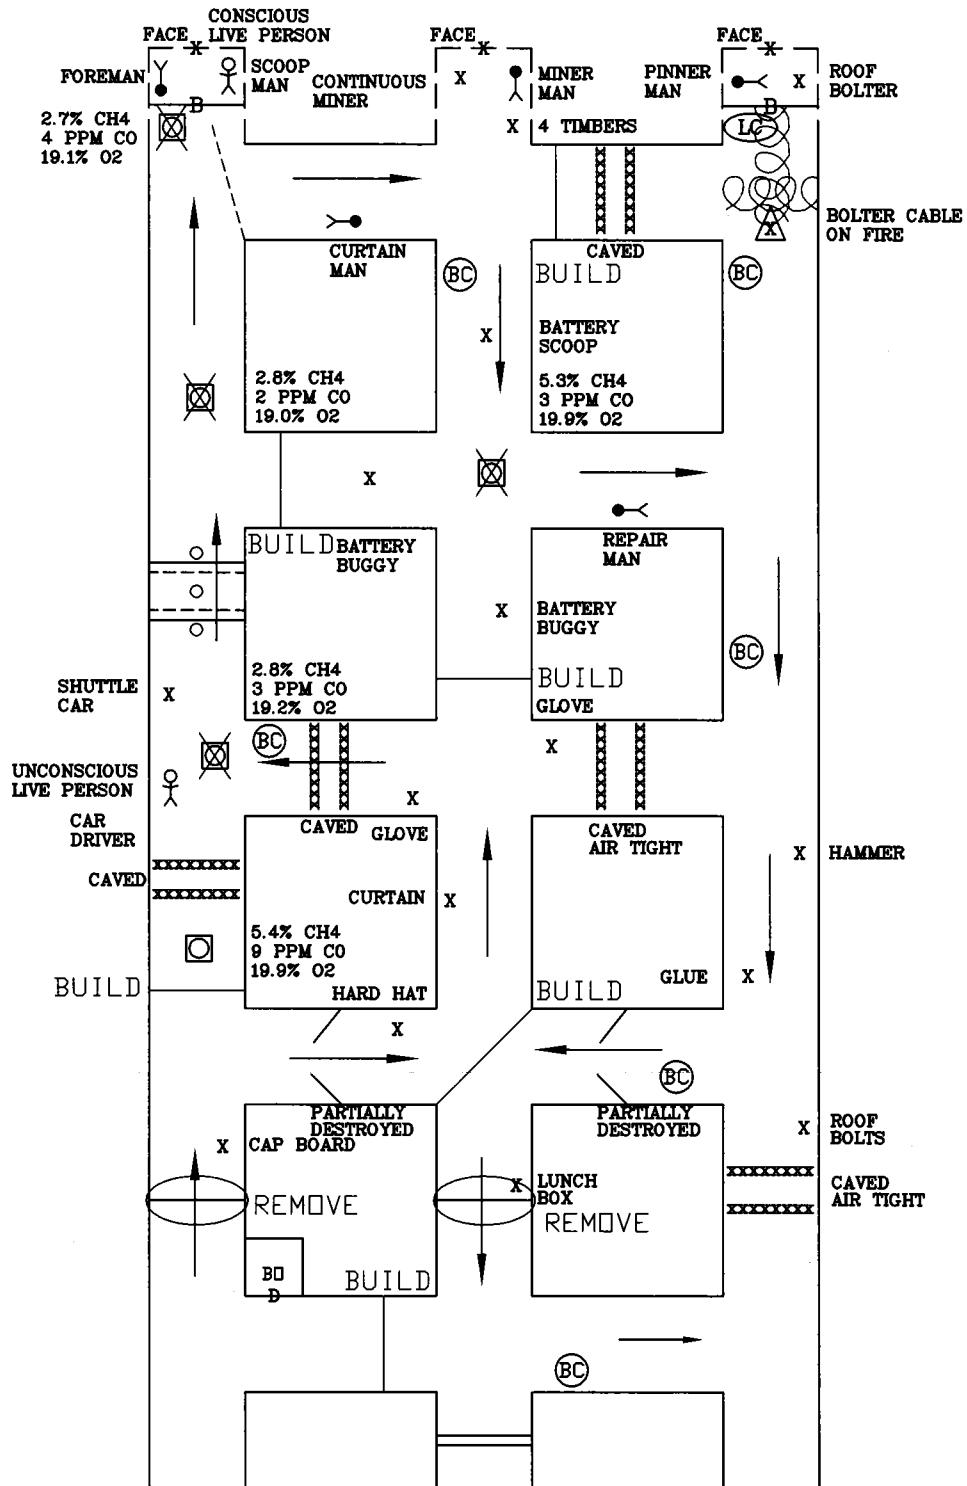 CONSCIOUS
LIVE PERSON
FACE
X
FACE
X
FACE
X
FOREMAN
SCOOP
MAN
CONTINUOUS
MINER
X
MINER
MAN
PINNER
MAN
X
ROOF
BOLTER
B
B
2.7% CH4
4 PPM CO
19.1% O2
X
4 TIMBERS
LC
X
BOLTER CABLE
ON FIRE
CURTAIN
MAN
BC
CAVED
BUILD
BC
X
BATTERY
SCOOP
2.8% CH4
2 PPM CO
19.0% O2
5.3% CH4
3 PPM CO
19.9% O2
X
BUILD
BATTERY
BUGGY
REPAIR
MAN
X
BATTERY
BUGGY
BC
2.8% CH4
3 PPM CO
19.2% O2
BUILD
GLOVE
SHUTTLE
CAR
X
BC
X
UNCONSCIOUS
LIVE PERSON
X
CAR
DRIVER
CAVED
GLOVE
CAVED
AIR TIGHT
X
HAMMER
CAVED
CURTAIN
X
5.4% CH4
9 PPM CO
19.9% O2
BUILD
HARD HAT
BUILD
GLUE
X
X
BC
PARTIALLY
DESTROYED
PARTIALLY
DESTROYED
X
CAP BOARD
X
ROOF
BOLTS
X
LUNCH
BOX
CAVED
AIR TIGHT
REMOVE
REMOVE
BO
D
BUILD
BC